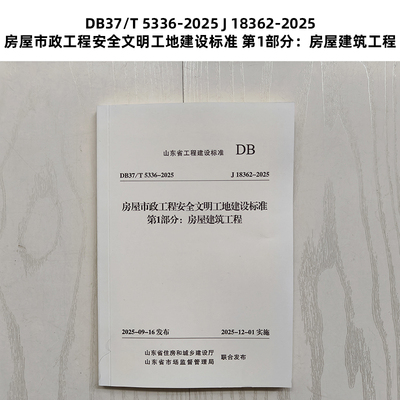 DB37/T 5336-2025 J 18362-2025
房屋市政工程安全文明工地建设标准 第1部分：房屋建筑工程
山东省工程建设标准 DB
DB37/T 5336-2025 J 18362-2025
房屋市政工程安全文明工地建设标准
第1部分：房屋建筑工程
2025-09-16 发布 2025-12-01 实施
山东省住房和城乡建设厅
山东省市场监督管理局
联合发布